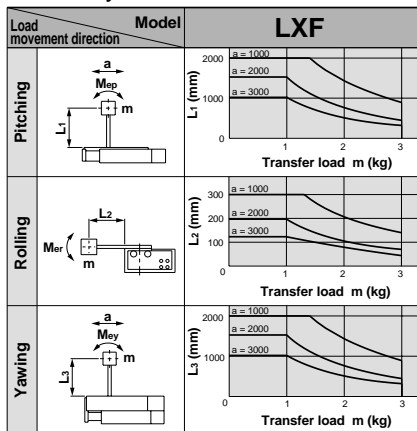 Load movement direction
Model
LXF
Pitching
a
Mep
m
L1
L1 (mm)
2000
1000
0
a = 1000
a = 2000
a = 3000
1
2
3
Transfer load m (kg)
Rolling
L2
Mer
m
L2 (mm)
300
200
100
0
a = 1000
a = 2000
a = 3000
1
2
3
Transfer load m (kg)
Yawing
a
Mey
m
L3
L3 (mm)
2000
1000
0
a = 1000
a = 2000
a = 3000
1
2
3
Transfer load m (kg)